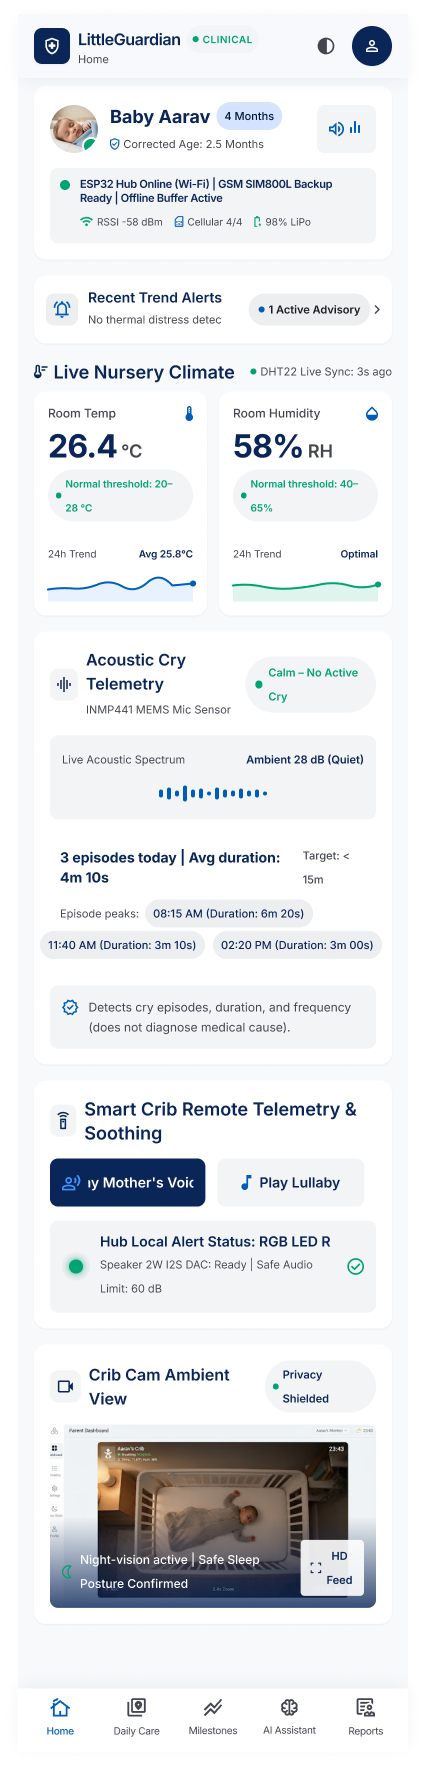 LittleGuardian
CLINICAL
Home
Baby Aarav
4 Months
Corrected Age: 2.5 Months
ESP32 Hub Online (Wi-Fi) | GSM SIM800L Backup
Ready | Offline Buffer Active
RSSI -58 dBm
Cellular 4/4
98% LiPo
Recent Trend Alerts
No thermal distress detec
1 Active Advisory
Live Nursery Climate
DHT22 Live Sync: 3s ago
Room Temp
26.4 °C
Normal threshold: 20–
28 °C
24h Trend
Avg 25.8°C
Room Humidity
58% RH
Normal threshold: 40–
65%
24h Trend
Optimal
Acoustic Cry
Telemetry
INMP441 MEMS Mic Sensor
Calm – No Active
Cry
Live Acoustic Spectrum
Ambient 28 dB (Quiet)
3 episodes today | Avg duration:
4m 10s
Target: <
15m
Episode peaks:
08:15 AM (Duration: 6m 20s)
11:40 AM (Duration: 3m 10s)
02:20 PM (Duration: 3m 00s)
Detects cry episodes, duration, and frequency
(does not diagnose medical cause).
Smart Crib Remote Telemetry &
Soothing
ay Mother's Voic
Play Lullaby
Hub Local Alert Status: RGB LED R
Speaker 2W I2S DAC: Ready | Safe Audio
Limit: 60 dB
Crib Cam Ambient
View
Privacy
Shielded
Parent Dashboard
Aarav's Crib
23:43
Night-vision active | Safe Sleep
Posture Confirmed
HD
Feed
Home
Daily Care
Milestones
AI Assistant
Reports